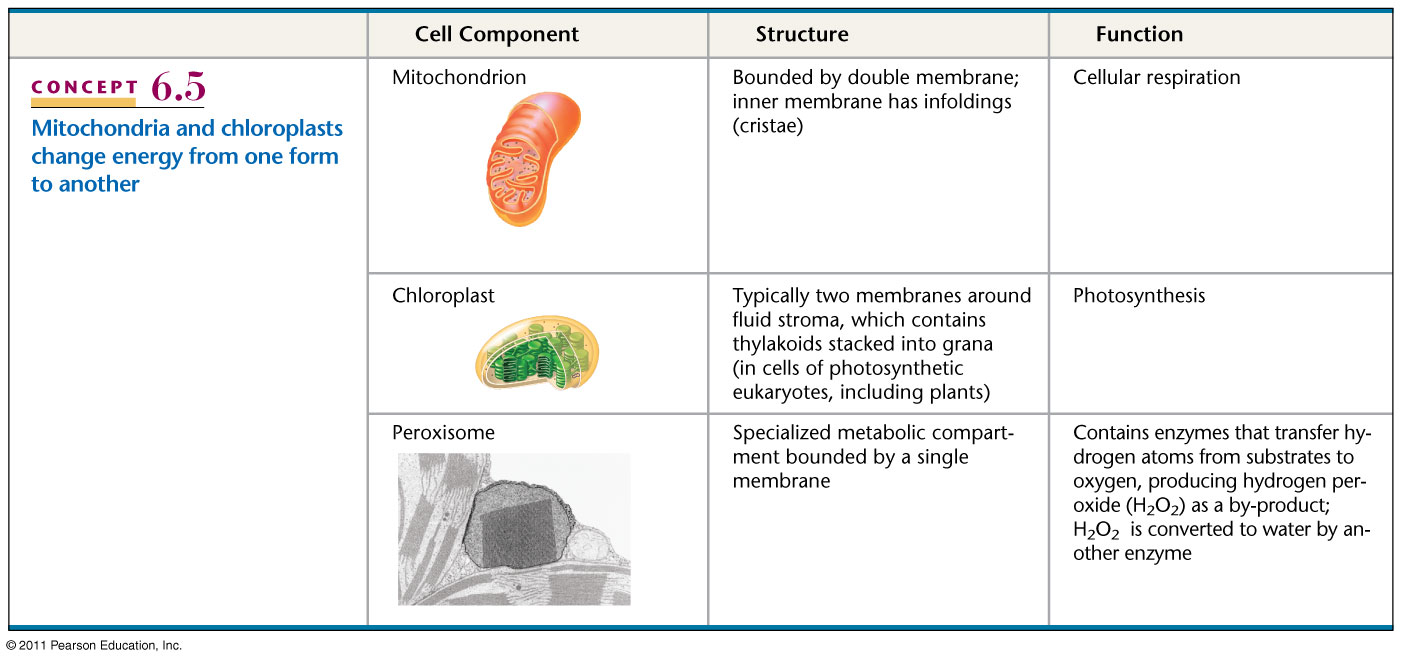 Cell Component
Structure
Function
CONCEPT 6.5
Mitochondria and chloroplasts
change energy from one form
to another
Mitochondrion
Bounded by double membrane;
inner membrane has infoldings
(cristae)
Cellular respiration
Chloroplast
Typically two membranes around
fluid stroma, which contains
thylakoids stacked into grana
(in cells of photosynthetic
eukaryotes, including plants)
Photosynthesis
Peroxisome
Specialized metabolic compart-
ment bounded by a single
membrane
Contains enzymes that transfer hy-
drogen atoms from substrates to
oxygen, producing hydrogen per-
oxide (H₂O₂) as a by-product;
H₂O₂ is converted to water by an-
other enzyme
© 2011 Pearson Education, Inc.